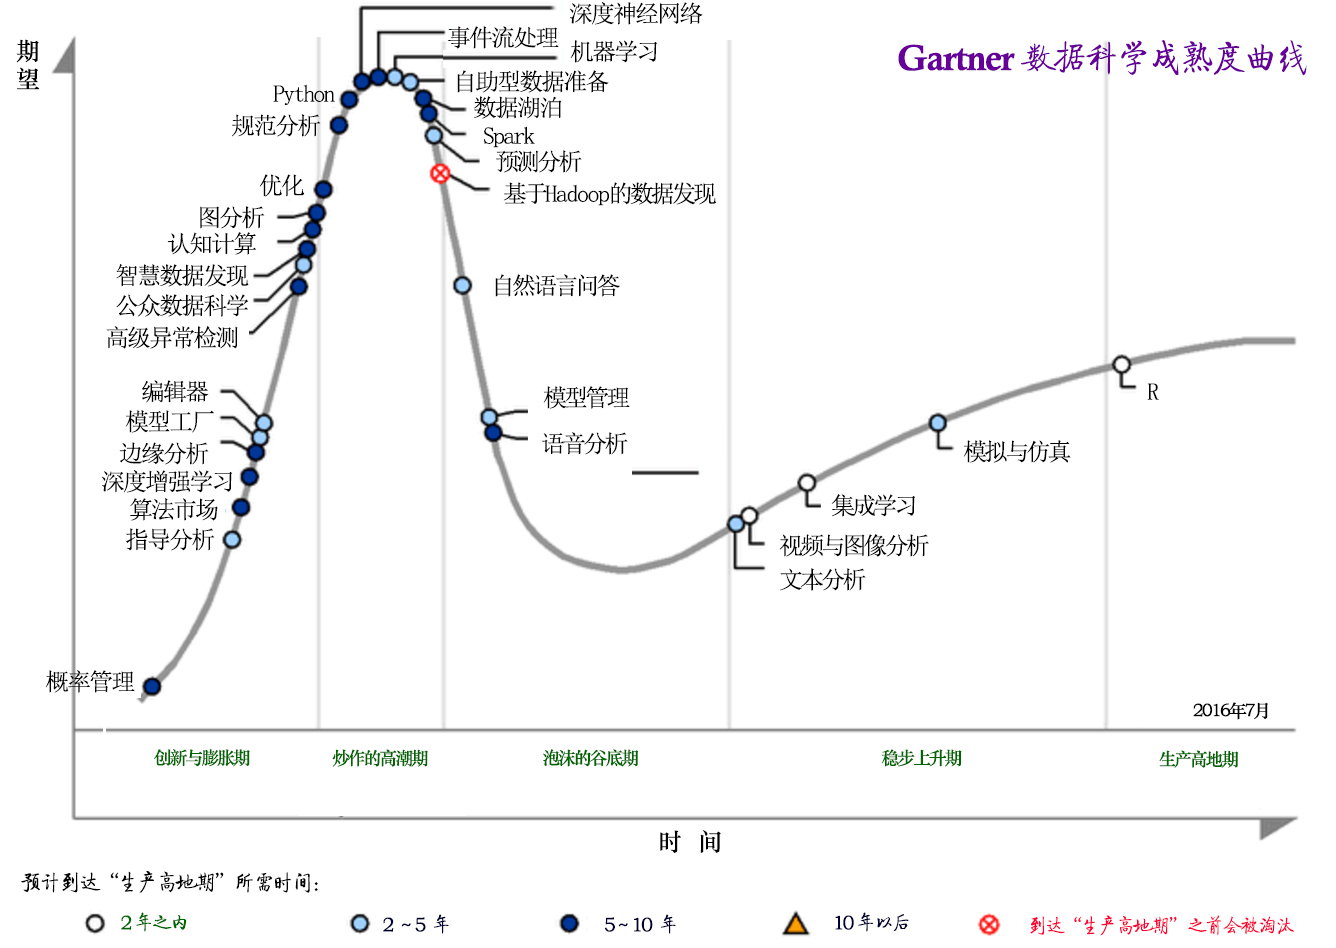 深度神经网络
事件流处理
机器学习
期望
Gartner 数据科学成熟度曲线
自助型数据准备
Python
数据湖泊
规范分析
Spark
预测分析
优化
基于Hadoop的数据发现
图分析
认知计算
智慧数据发现
自然语言问答
公众数据科学
高级异常检测
编辑器
R
模型管理
模型工厂
语音分析
边缘分析
模拟与仿真
深度增强学习
集成学习
算法市场
指导分析
视频与图像分析
文本分析
概率管理
2016年7月
创新与膨胀期 炒作的高潮期 泡沫的谷底期 稳步上升期 生产高地期
时 间
预计到达“生产高地期”所需时间：
2年之内 2～5年 5～10年 10年以后 到达“生产高地期”之前会被淘汰